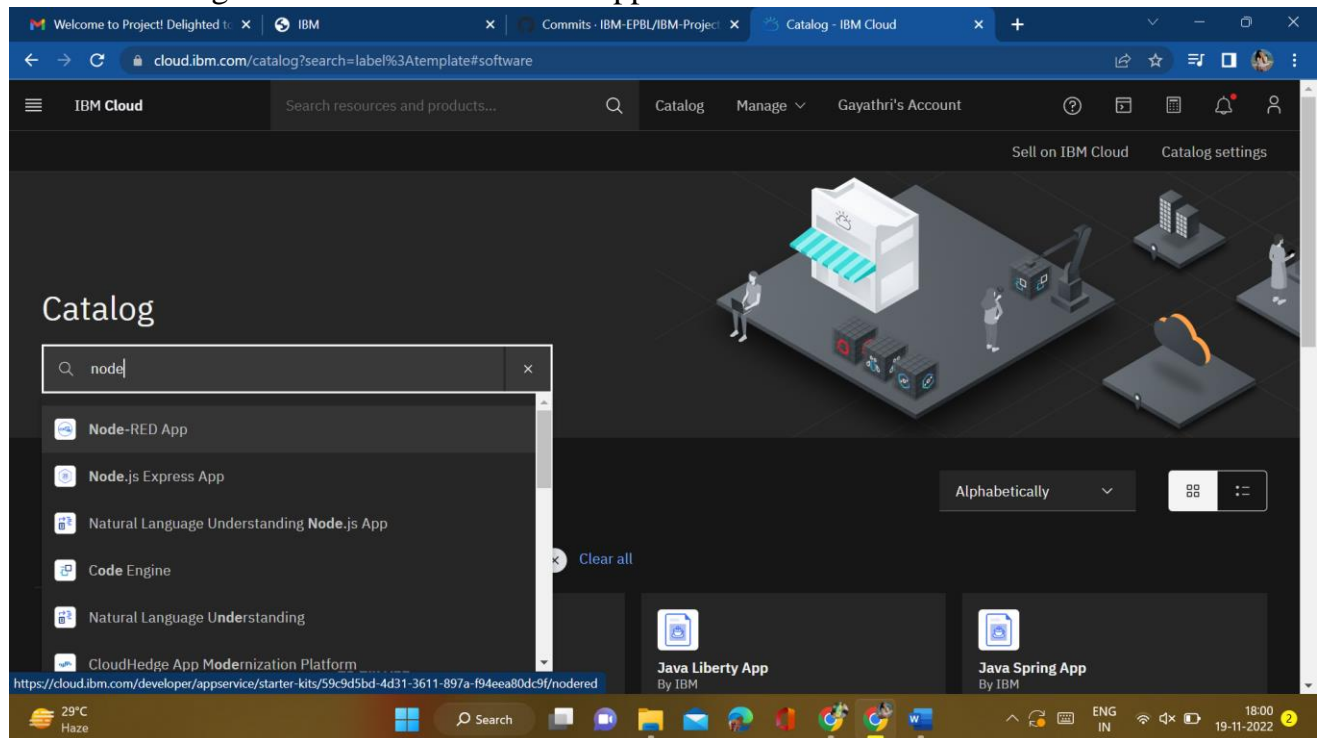 Welcome to Project! Delighted to
IBM
Commits · IBM-EPBL/IBM-Project
Catalog - IBM Cloud
cloud.ibm.com/catalog?search=label%3Atemplate#software
IBM Cloud
Search resources and products...
Catalog
Manage
Gayathri's Account
Sell on IBM Cloud
Catalog settings
Catalog
node
Node-RED App
Node.js Express App
Natural Language Understanding Node.js App
Code Engine
Natural Language Understanding
CloudHedge App Modernization Platform
Alphabetically
Clear all
Java Liberty App
By IBM
Java Spring App
By IBM
https://cloud.ibm.com/developer/appservice/starter-kits/59c9d5bd-4d31-3611-897a-f94eea80dc9f/nodered
29°C
Haze
Search
ENG
IN
18:00
19-11-2022
2